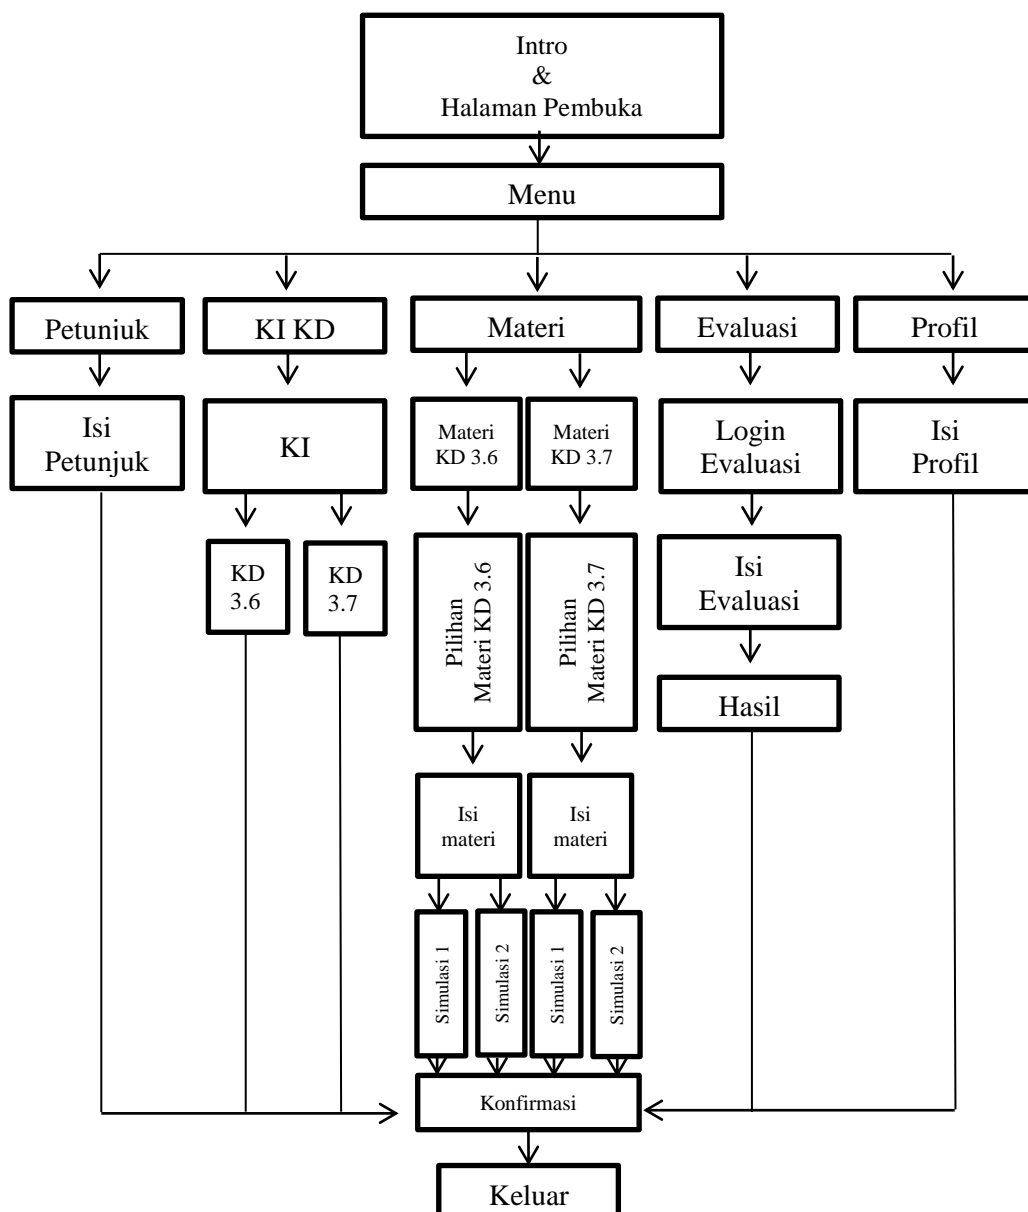 Intro
&
Halaman Pembuka
Menu
Petunjuk
KI KD
Materi
Evaluasi
Profil
Isi
Petunjuk
KI
Materi
KD 3.6
Materi
KD 3.7
Login
Evaluasi
Isi
Profil
KD
3.6
KD
3.7
Pilihan
Materi KD 3.6
Pilihan
Materi KD 3.7
Isi
Evaluasi
Hasil
Isi
materi
Isi
materi
Simulasi 1
Simulasi 2
Simulasi 1
Simulasi 2
Konfirmasi
Keluar